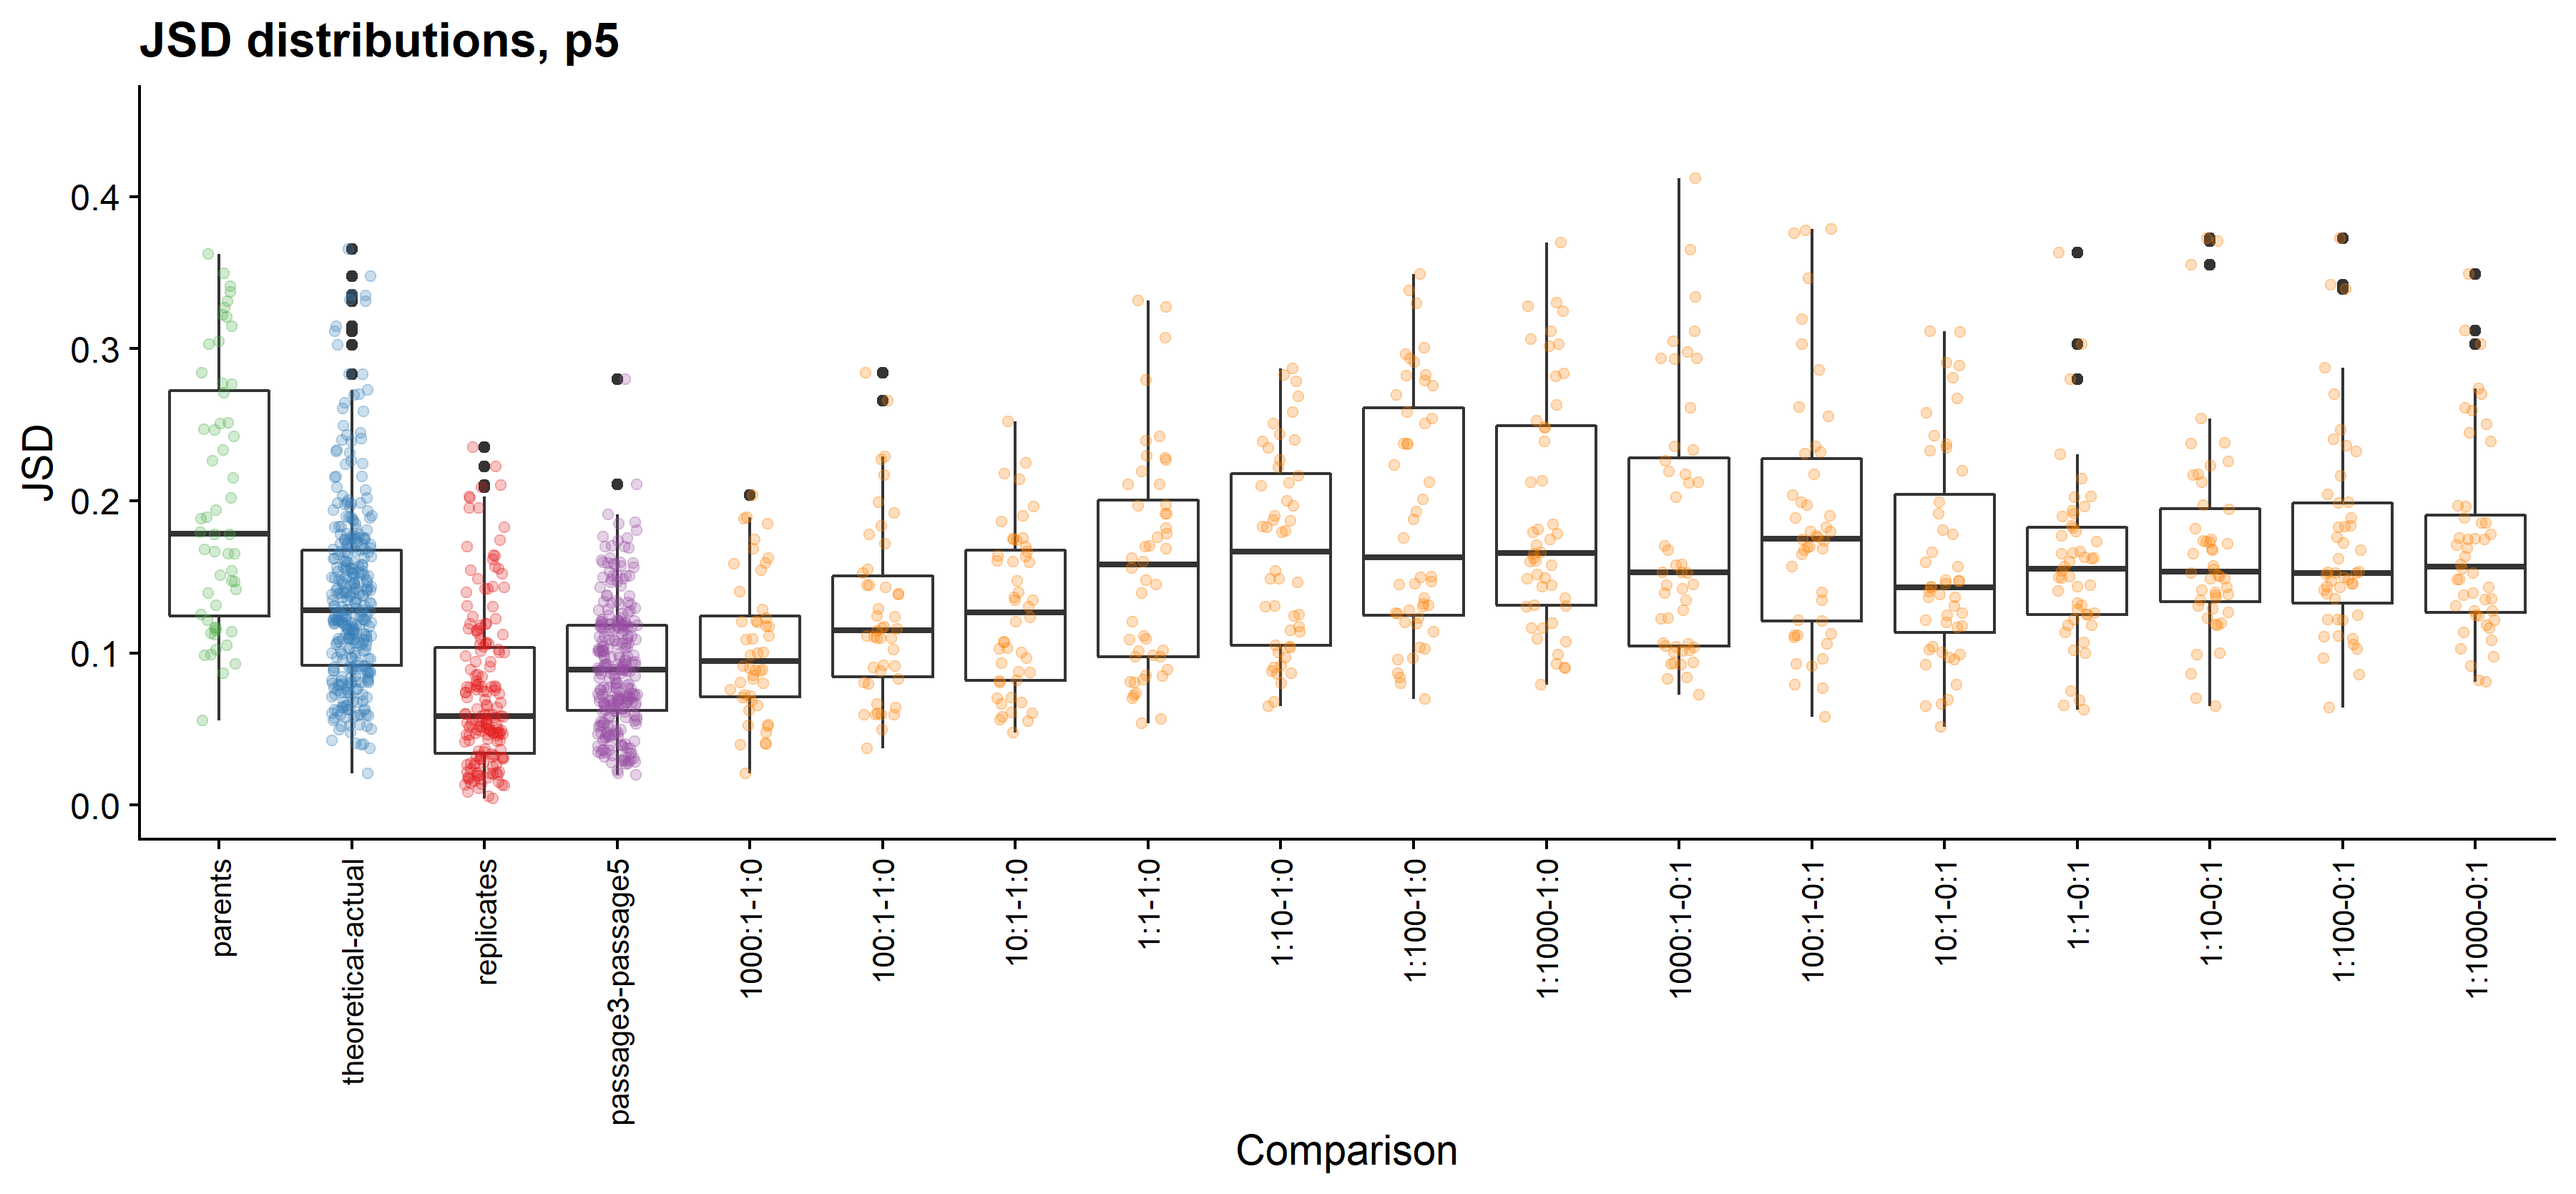 JSD distributions, p5
JSD
0.4
0.3
0.2
0.1
0.0
parents
theoretical-actual
replicates
passage3-passage5
1000:1-1:0
100:1-1:0
10:1-1:0
1:1-1:0
1:10-1:0
1:100-1:0
1:1000-1:0
1000:1-0:1
100:1-0:1
10:1-0:1
1:1-0:1
1:10-0:1
1:100-0:1
1:1000-0:1
Comparison